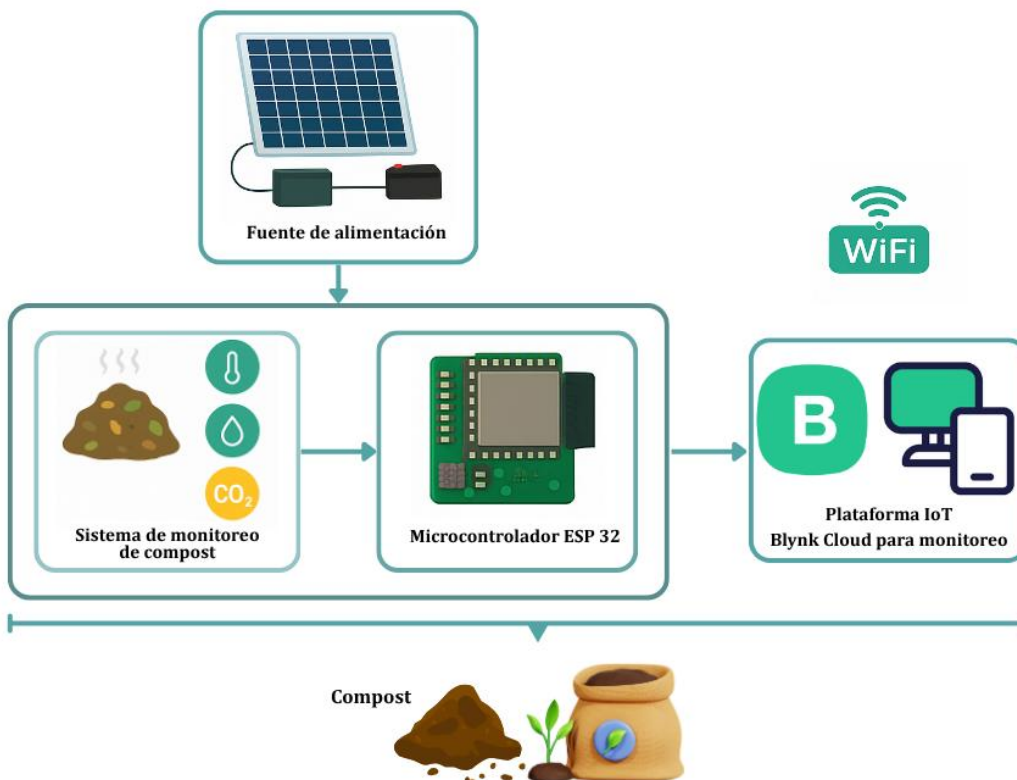 Fuente de alimentación
WiFi
CO₂
Sistema de monitoreo
de compost
Microcontrolador ESP 32
B
Plataforma IoT
Blynk Cloud para monitoreo
Compost